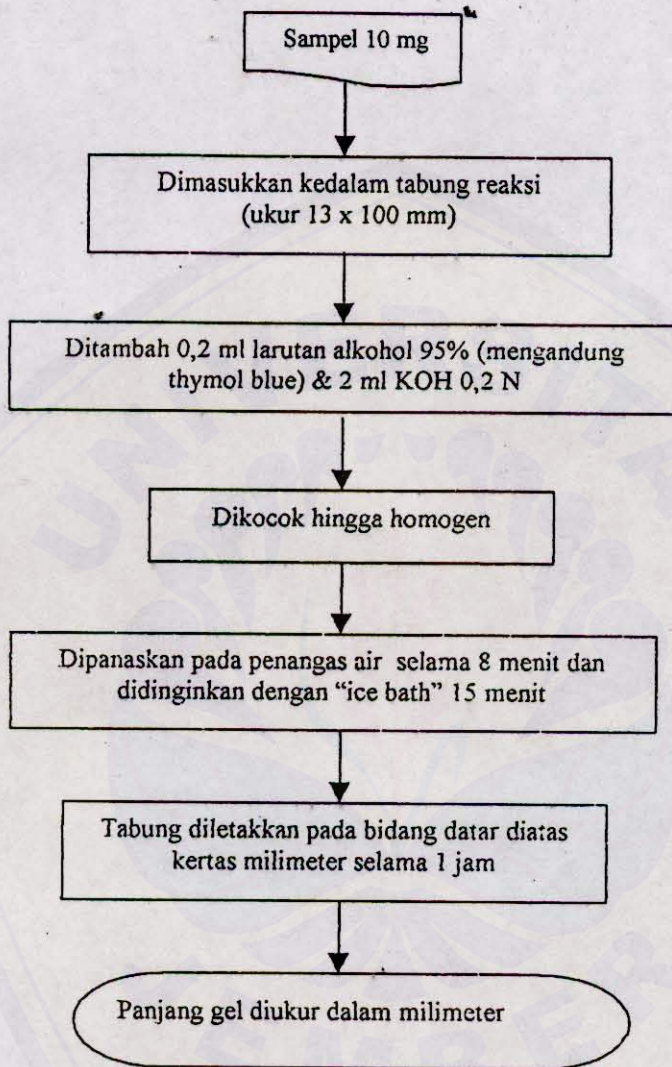 Sampel 10 mg
Dimasukkan kedalam tabung reaksi
(ukur 13 x 100 mm)
Ditambah 0,2 ml larutan alkohol 95% (mengandung
thymol blue) & 2 ml KOH 0,2 N
Dikocok hingga homogen
Dipanaskan pada penangas air selama 8 menit dan
didinginkan dengan “ice bath” 15 menit
Tabung diletakkan pada bidang datar diatas
kertas milimeter selama 1 jam
Panjang gel diukur dalam milimeter